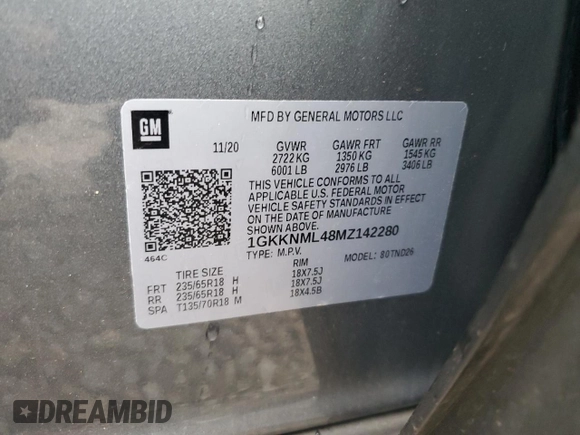 GM
MFD BY GENERAL MOTORS LLC
11/20 GVWR GAWR FRT GAWR RR
2722 KG 1350 KG 1545 KG
6001 LB 2976 LB 3406 LB
THIS VEHICLE CONFORMS TO ALL
APPLICABLE U.S. FEDERAL MOTOR
VEHICLE SAFETY STANDARDS IN
EFFECT ON THE DATE OF
MANUFACTURE SHOWN ABOVE.
1GKKNML48MZ142280
464C
TYPE: M.P.V. MODEL: 80TND26
TIRE SIZE RIM
FRT 235/65R18 H 18X7.5J
RR 235/65R18 H 18X7.5J
SPA T135/70R18 M 18X4.5B
DREAMBID